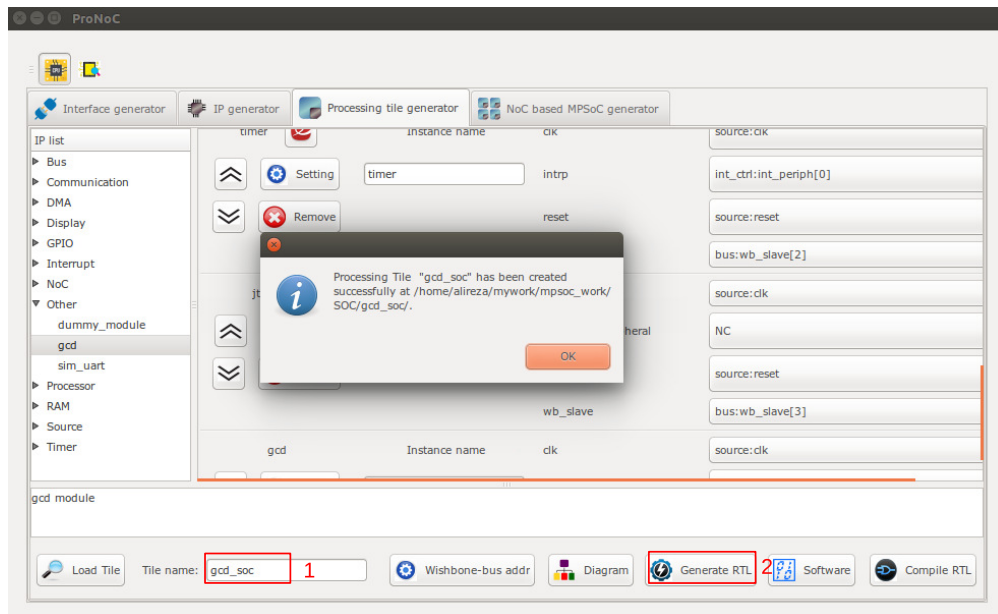 ProNoC
Interface generator
IP generator
Processing tile generator
NoC based MPSoC generator
IP list
Bus
Communication
DMA
Display
GPIO
Interrupt
NoC
Other
dummy_module
gcd
sim_uart
Processor
RAM
Source
Timer
timer
Instance name
clk
source:clk
Setting
timer
intrp
int_ctrl:int_periph[0]
Remove
reset
source:reset
bus:wb_slave[2]
Processing Tile "gcd_soc" has been created
successfully at /home/alireza/mywork/mpsoc_work/
SOC/gcd_soc/.
OK
jt
source:clk
heral
NC
source:reset
wb_slave
bus:wb_slave[3]
gcd
Instance name
clk
source:clk
gcd module
Load Tile
Tile name:
gcd_soc
1
Wishbone-bus addr
Diagram
Generate RTL
2
Software
Compile RTL